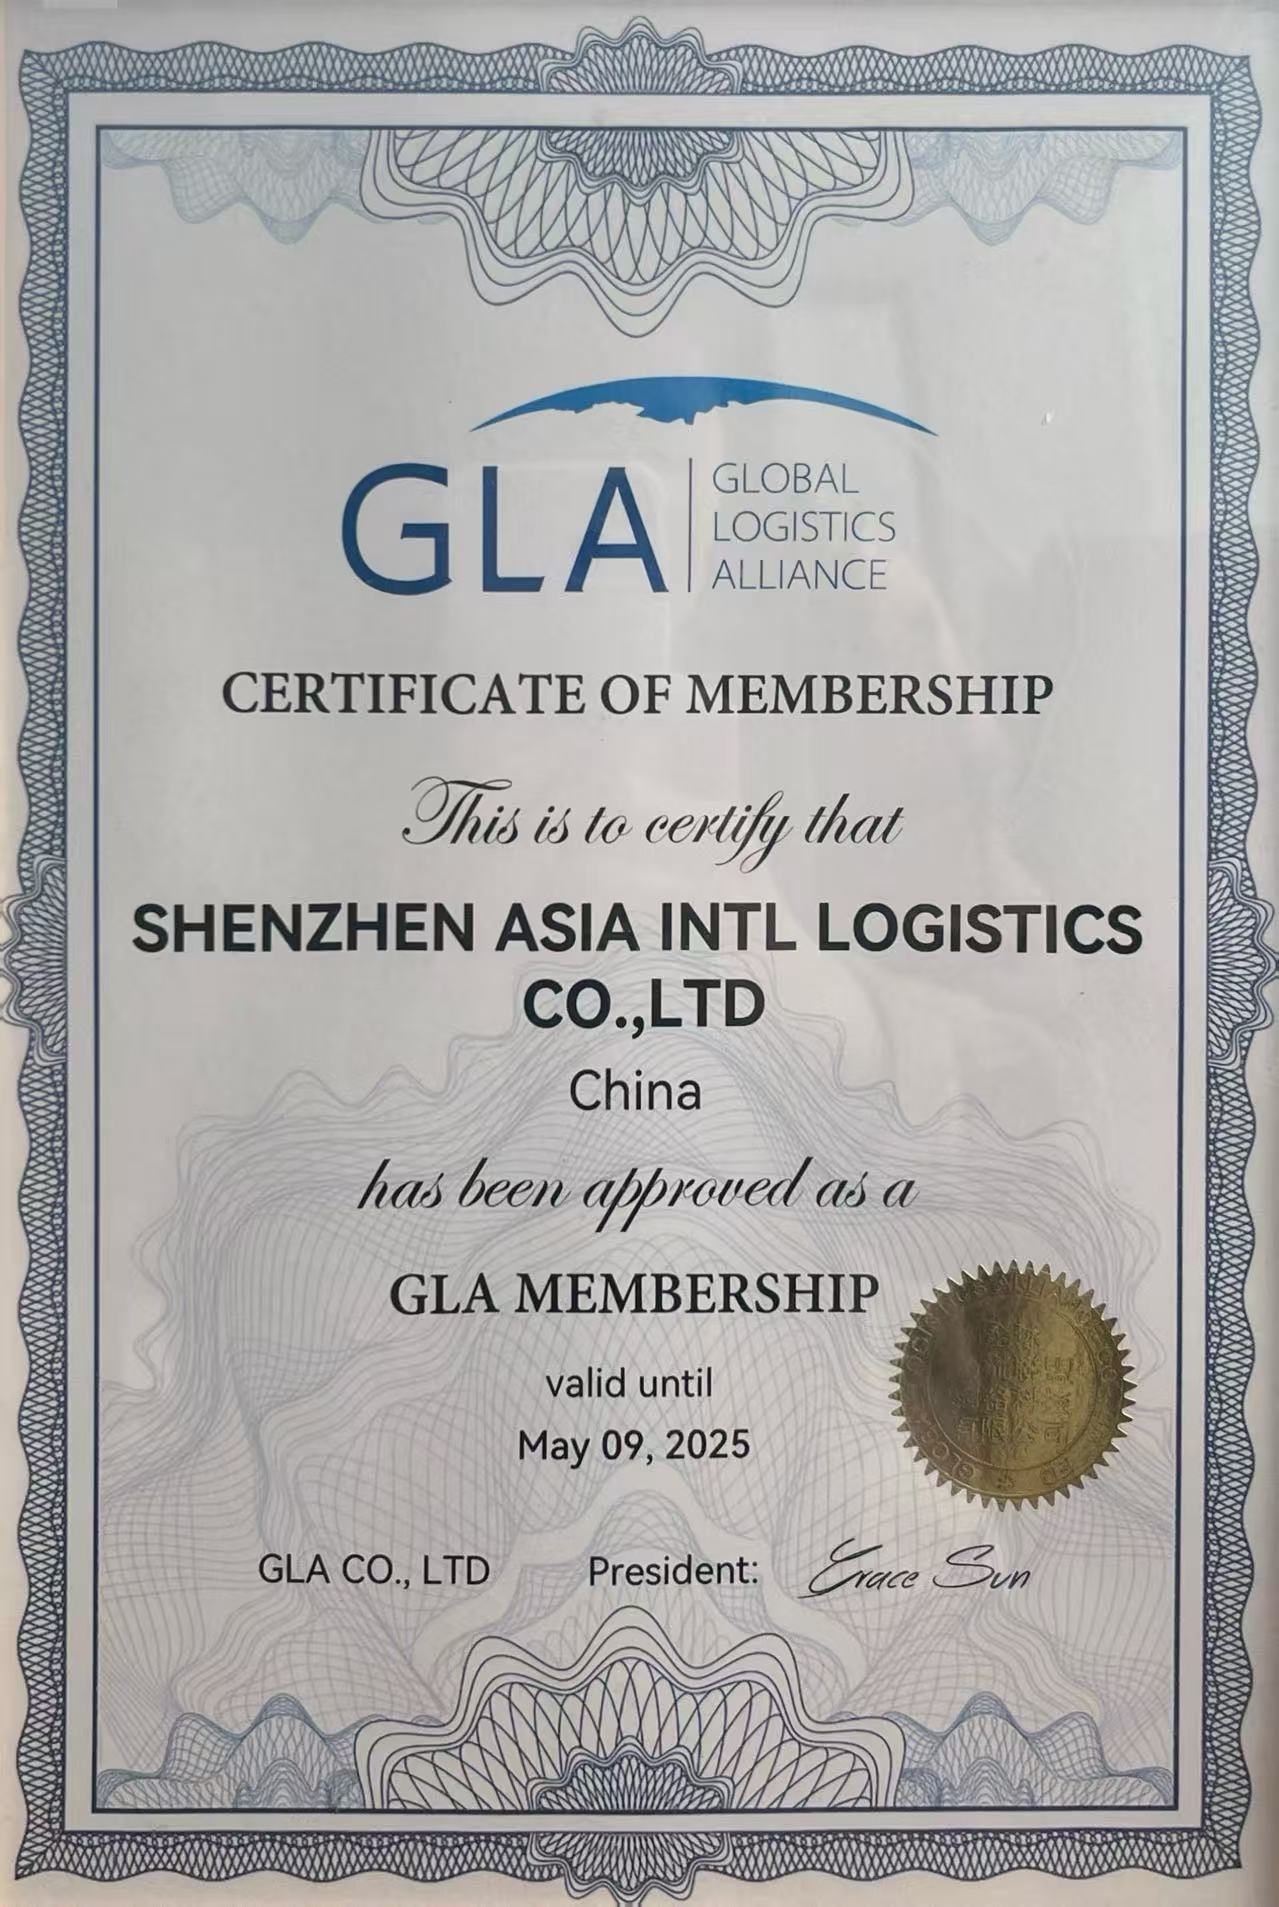 GLA
GLOBAL
LOGISTICS
ALLIANCE
CERTIFICATE OF MEMBERSHIP
This is to certify that
SHENZHEN ASIA INTL LOGISTICS
CO.,LTD
China
has been approved as a
GLA MEMBERSHIP
valid until
May 09, 2025
GLA CO., LTD President: Grace Sun